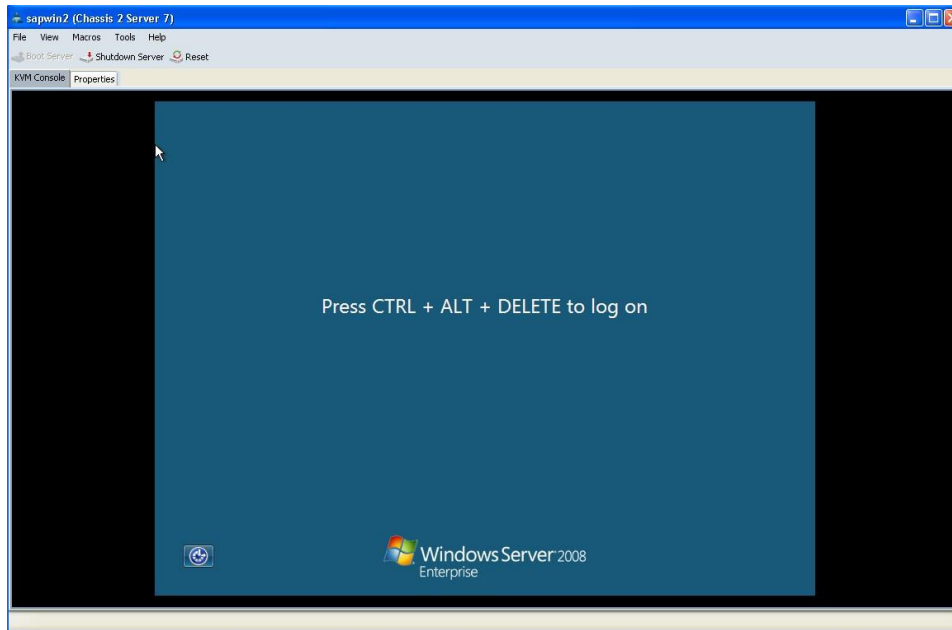 sapwin2 (Chassis 2 Server 7)
File View Macros Tools Help
Boot Server Shutdown Server Reset
KVM Console Properties
Press CTRL + ALT + DELETE to log on
Windows Server 2008
Enterprise